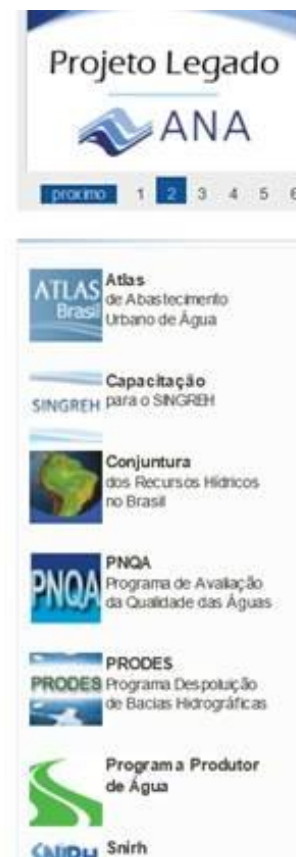 Projeto Legado
ANA
proximo 1 2 3 4 5 6
ATLAS
Brasil
Atlas
de Abastecimento
Urbano de Água
SINGREH
Capacitação
para o SINGREH
Conjuntura
dos Recursos Hídricos
no Brasil
PNQA
PNQA
Programa de Avaliação
da Qualidade das Águas
PRODES
PRODES
Programa Despoluição
de Bacias Hidrográficas
Programa Produtor
de Água
SNIRH
Snirh